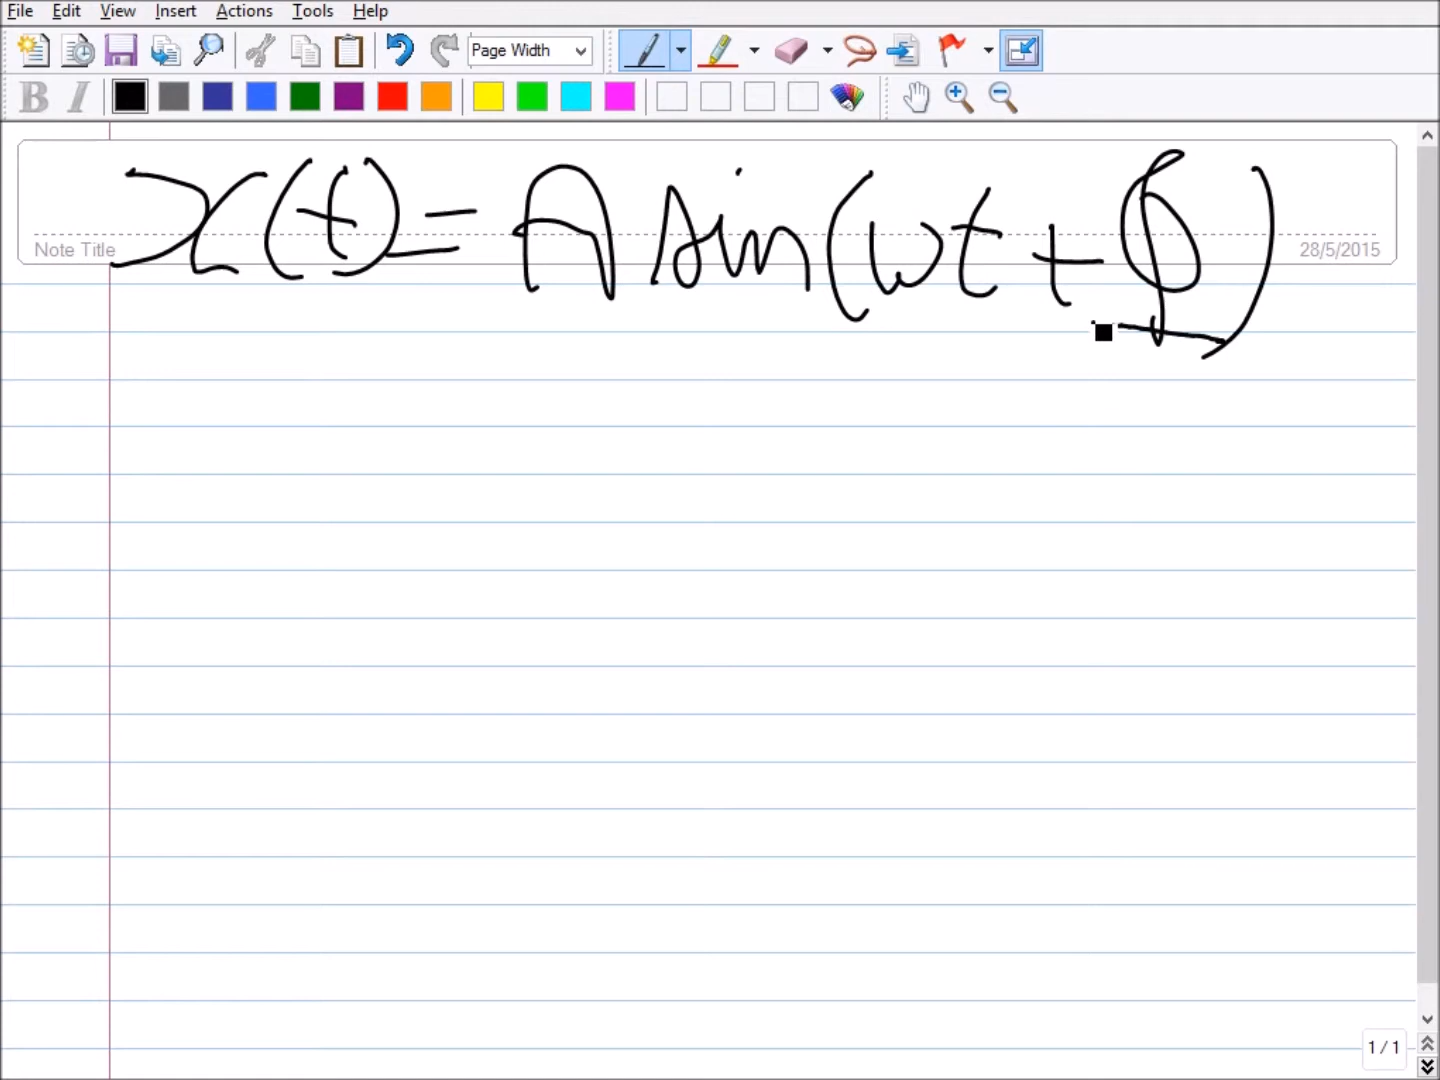 File Edit View Insert Actions Tools Help
Page Width
B I
x(t) = A sin(ωt + φ)
Note Title 28/5/2015
1 / 1